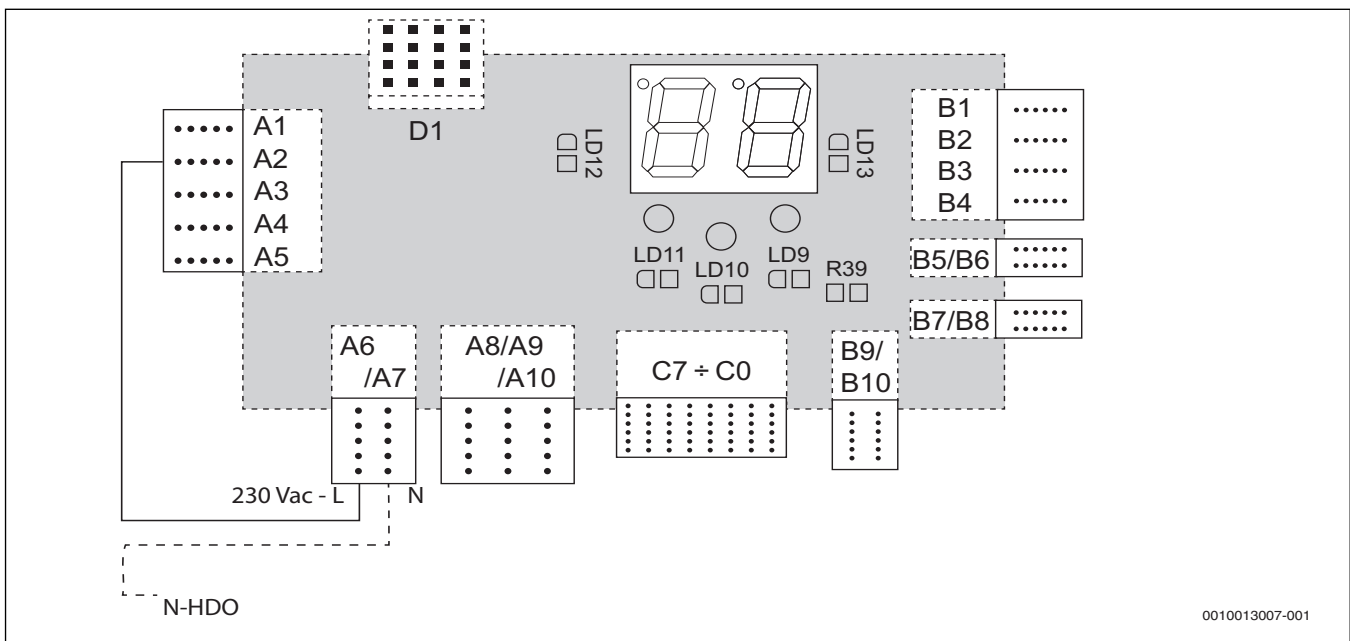 D1
A1
A2
A3
A4
A5
LD12
LD13
B1
B2
B3
B4
B5/B6
B7/B8
LD11
LD10
LD9
R39
A6
/A7
A8/A9
/A10
C7 ÷ C0
B9/
B10
230 Vac - L
N
N-HDO
0010013007-001